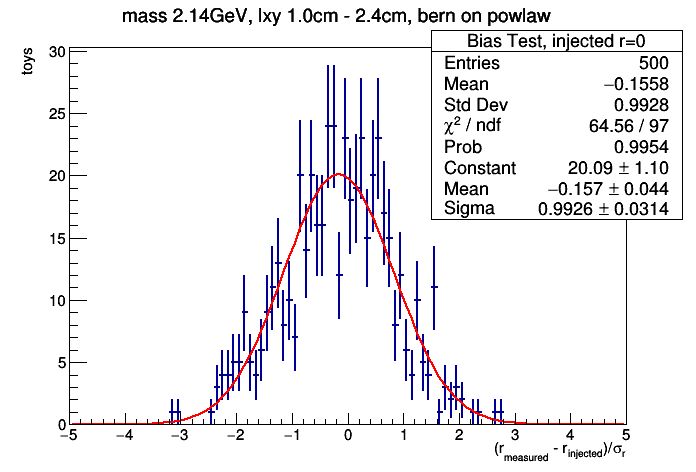 mass 2.14GeV, lxy 1.0cm - 2.4cm, bern on powlaw
toys
30
25
20
15
10
5
0
Bias Test, injected r=0
Entries 500
Mean −0.1558
Std Dev 0.9928
χ² / ndf 64.56 / 97
Prob 0.9954
Constant 20.09 ± 1.10
Mean −0.157 ± 0.044
Sigma 0.9926 ± 0.0314
−5 −4 −3 −2 −1 0 1 2 3 4 5
(r_measured - r_injected)/σ_r